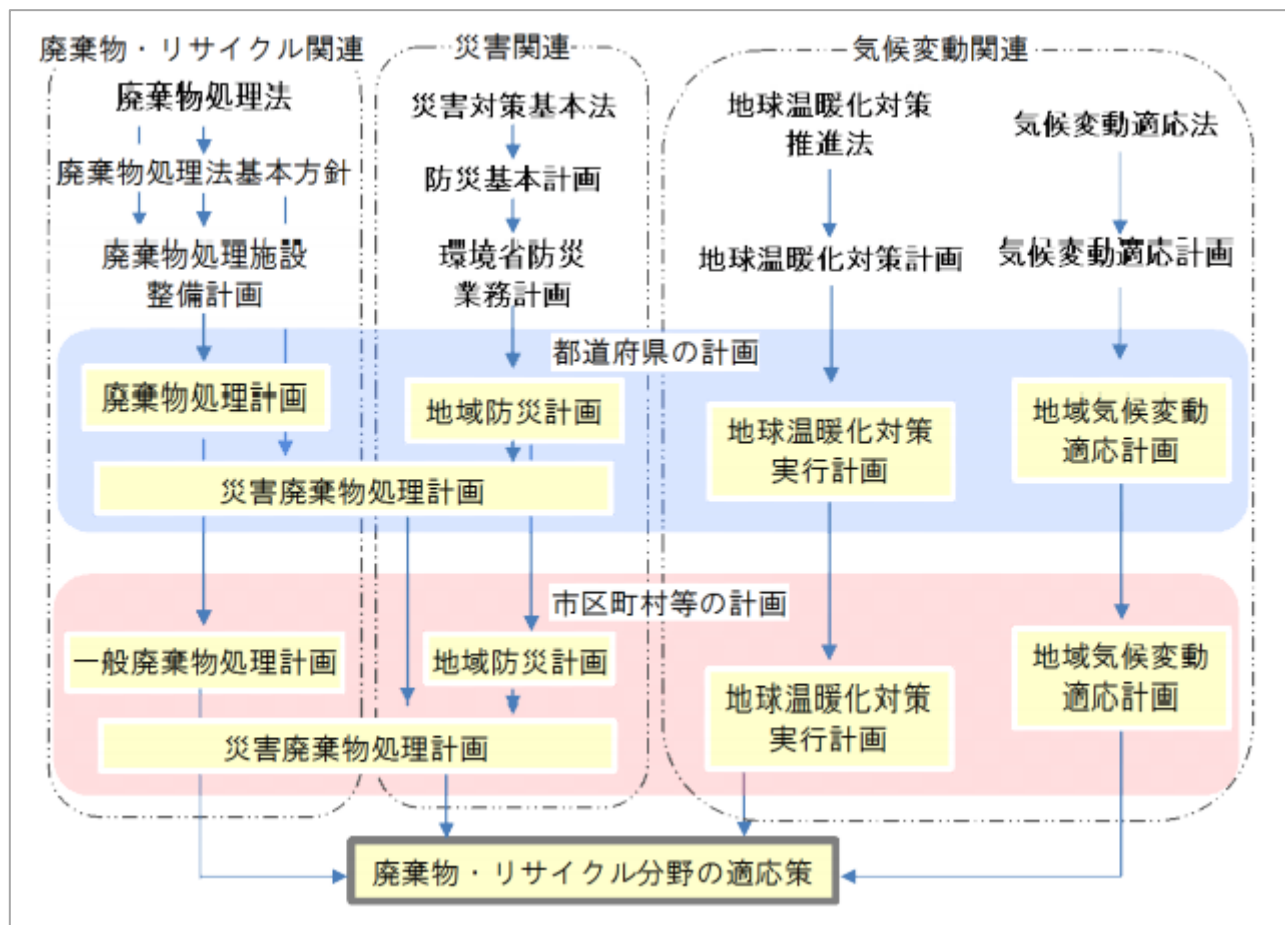 廃棄物・リサイクル関連
廃棄物処理法
廃棄物処理法基本方針
廃棄物処理施設
整備計画
災害関連
災害対策基本法
防災基本計画
環境省防災
業務計画
気候変動関連
地球温暖化対策
推進法
地球温暖化対策計画
気候変動適応法
気候変動適応計画
都道府県の計画
廃棄物処理計画
地域防災計画
災害廃棄物処理計画
地球温暖化対策
実行計画
地域気候変動
適応計画
市区町村等の計画
一般廃棄物処理計画
地域防災計画
災害廃棄物処理計画
地球温暖化対策
実行計画
地域気候変動
適応計画
廃棄物・リサイクル分野の適応策